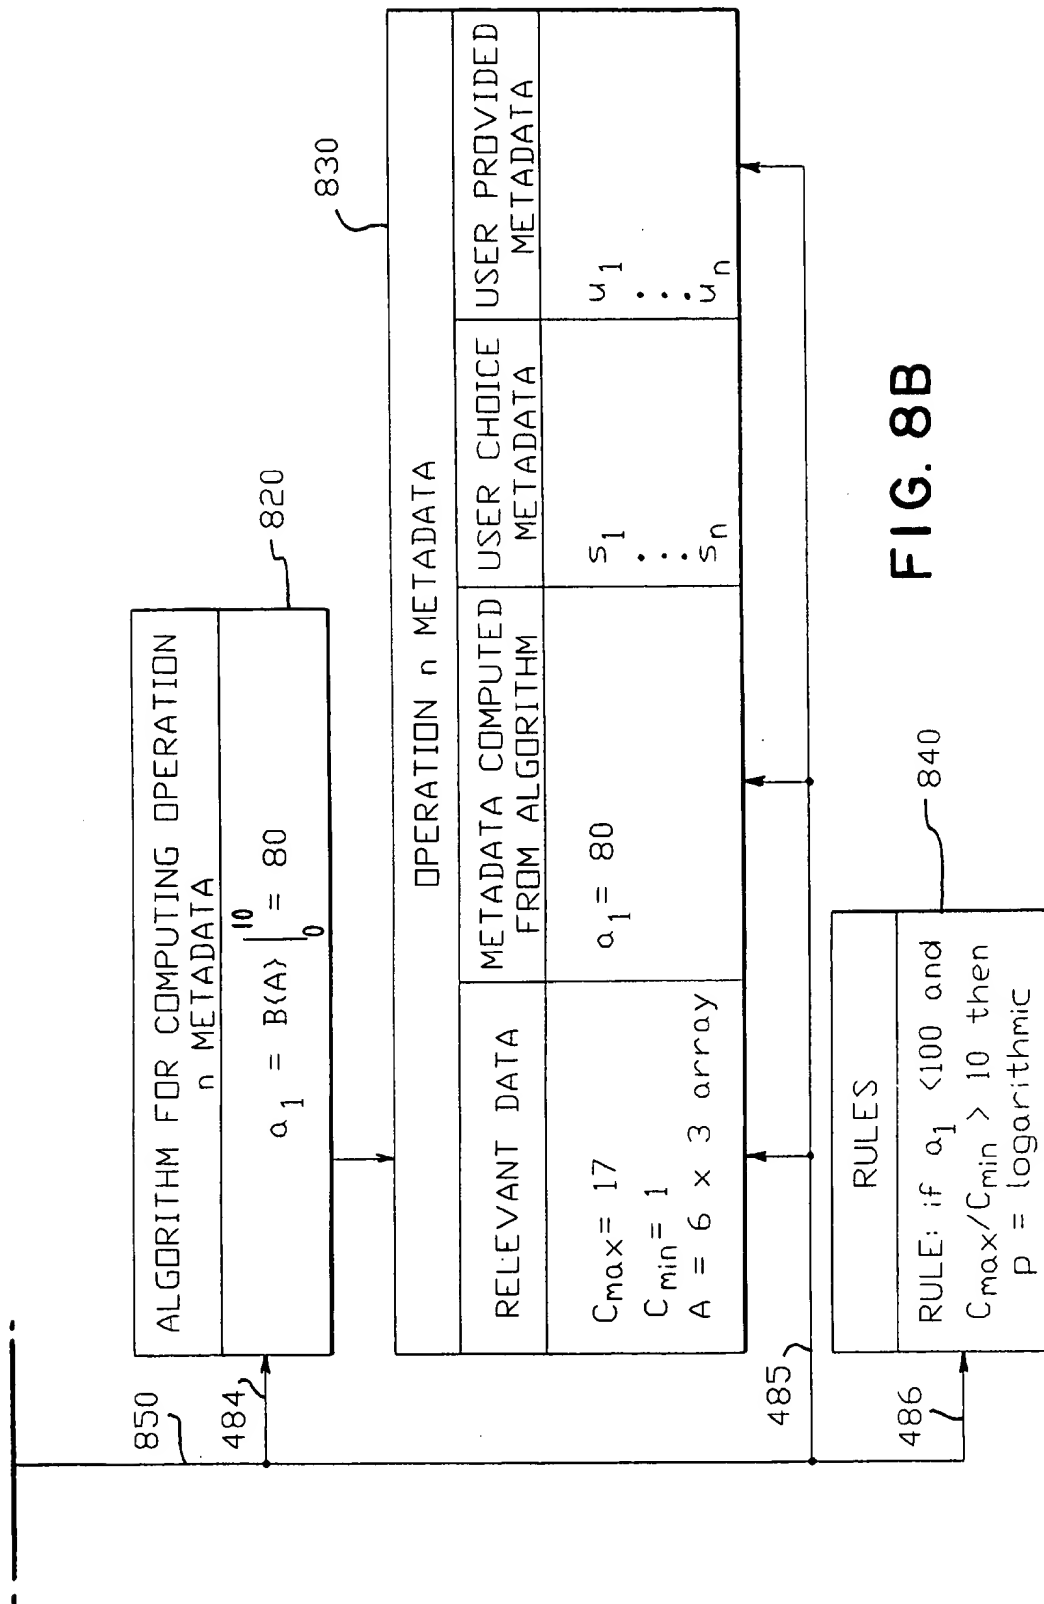 850
484
ALGORITHM FOR COMPUTING OPERATION
n METADATA
a1 = B(A) |10 0 = 80
820
830
OPERATION n METADATA
RELEVANT DATA
Cmax= 17
Cmin= 1
A = 6 x 3 array
METADATA COMPUTED
FROM ALGORITHM
a1= 80
USER CHOICE
METADATA
s1
...
sn
USER PROVIDED
METADATA
u1
...
un
485
486
RULES
RULE: if a1 <100 and
Cmax/Cmin > 10 then
p = logarithmic
840
FIG. 8B